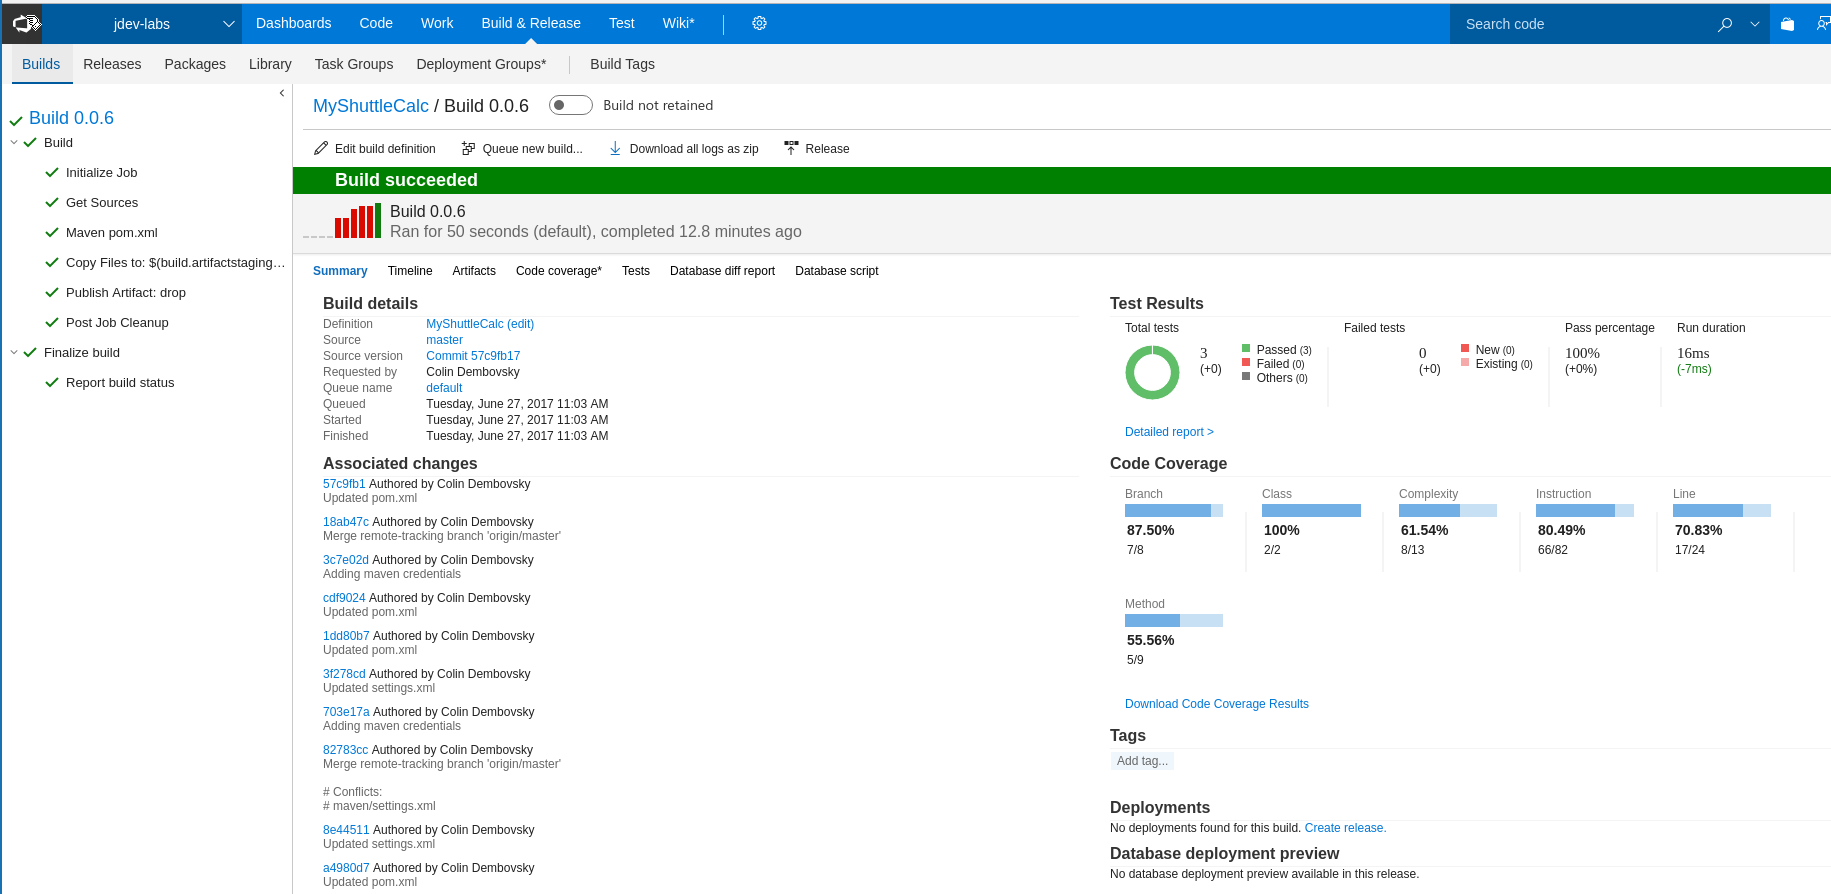 jdev-labs
Dashboards Code Work Build & Release Test Wiki* Search code
Builds Releases Packages Library Task Groups Deployment Groups* Build Tags
Build 0.0.6
Build
Initialize Job
Get Sources
Maven pom.xml
Copy Files to: $(build.artifactstaging...
Publish Artifact: drop
Post Job Cleanup
Finalize build
Report build status
MyShuttleCalc / Build 0.0.6 Build not retained
Edit build definition Queue new build... Download all logs as zip Release
Build succeeded
Build 0.0.6
Ran for 50 seconds (default), completed 12.8 minutes ago
Summary Timeline Artifacts Code coverage* Tests Database diff report Database script
Build details
Definition MyShuttleCalc (edit)
Source master
Source version Commit 57c9fb17
Requested by Colin Dembovsky
Queue name default
Queued Tuesday, June 27, 2017 11:03 AM
Started Tuesday, June 27, 2017 11:03 AM
Finished Tuesday, June 27, 2017 11:03 AM
Associated changes
57c9fb1 Authored by Colin Dembovsky
Updated pom.xml
18ab47c Authored by Colin Dembovsky
Merge remote-tracking branch 'origin/master'
3c7e02d Authored by Colin Dembovsky
Adding maven credentials
cdf9024 Authored by Colin Dembovsky
Updated pom.xml
1dd80b7 Authored by Colin Dembovsky
Updated pom.xml
3f278cd Authored by Colin Dembovsky
Updated settings.xml
703e17a Authored by Colin Dembovsky
Adding maven credentials
82783cc Authored by Colin Dembovsky
Merge remote-tracking branch 'origin/master'
# Conflicts:
# maven/settings.xml
8e44511 Authored by Colin Dembovsky
Updated settings.xml
a4980d7 Authored by Colin Dembovsky
Updated pom.xml
Test Results
Total tests Failed tests Pass percentage Run duration
3 Passed (3) 0 New (0) 100% 16ms
(+0) Failed (0) (+0) Existing (0) (+0%) (-7ms)
Others (0)
Detailed report >
Code Coverage
Branch Class Complexity Instruction Line
87.50% 100% 61.54% 80.49% 70.83%
7/8 2/2 8/13 66/82 17/24
Method
55.56%
5/9
Download Code Coverage Results
Tags
Add tag...
Deployments
No deployments found for this build. Create release.
Database deployment preview
No database deployment preview available in this release.